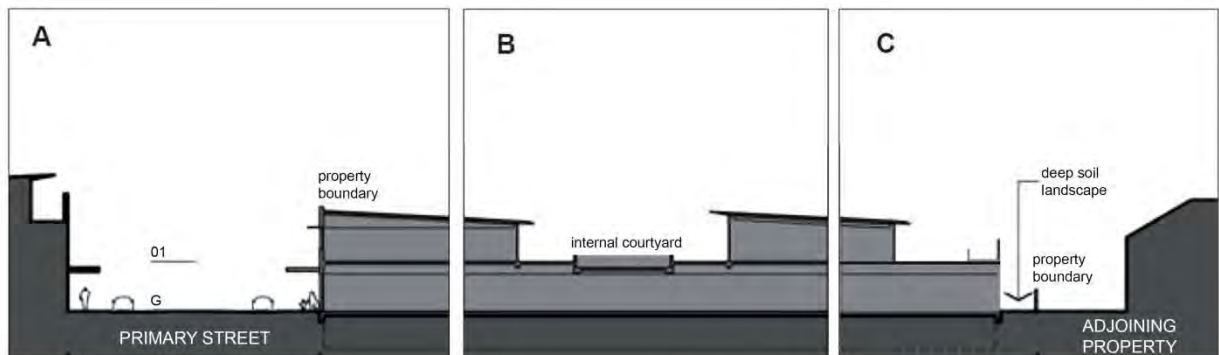 A
B
C
property
boundary
01
G
PRIMARY STREET
internal courtyard
deep soil
landscape
property
boundary
ADJOINING
PROPERTY